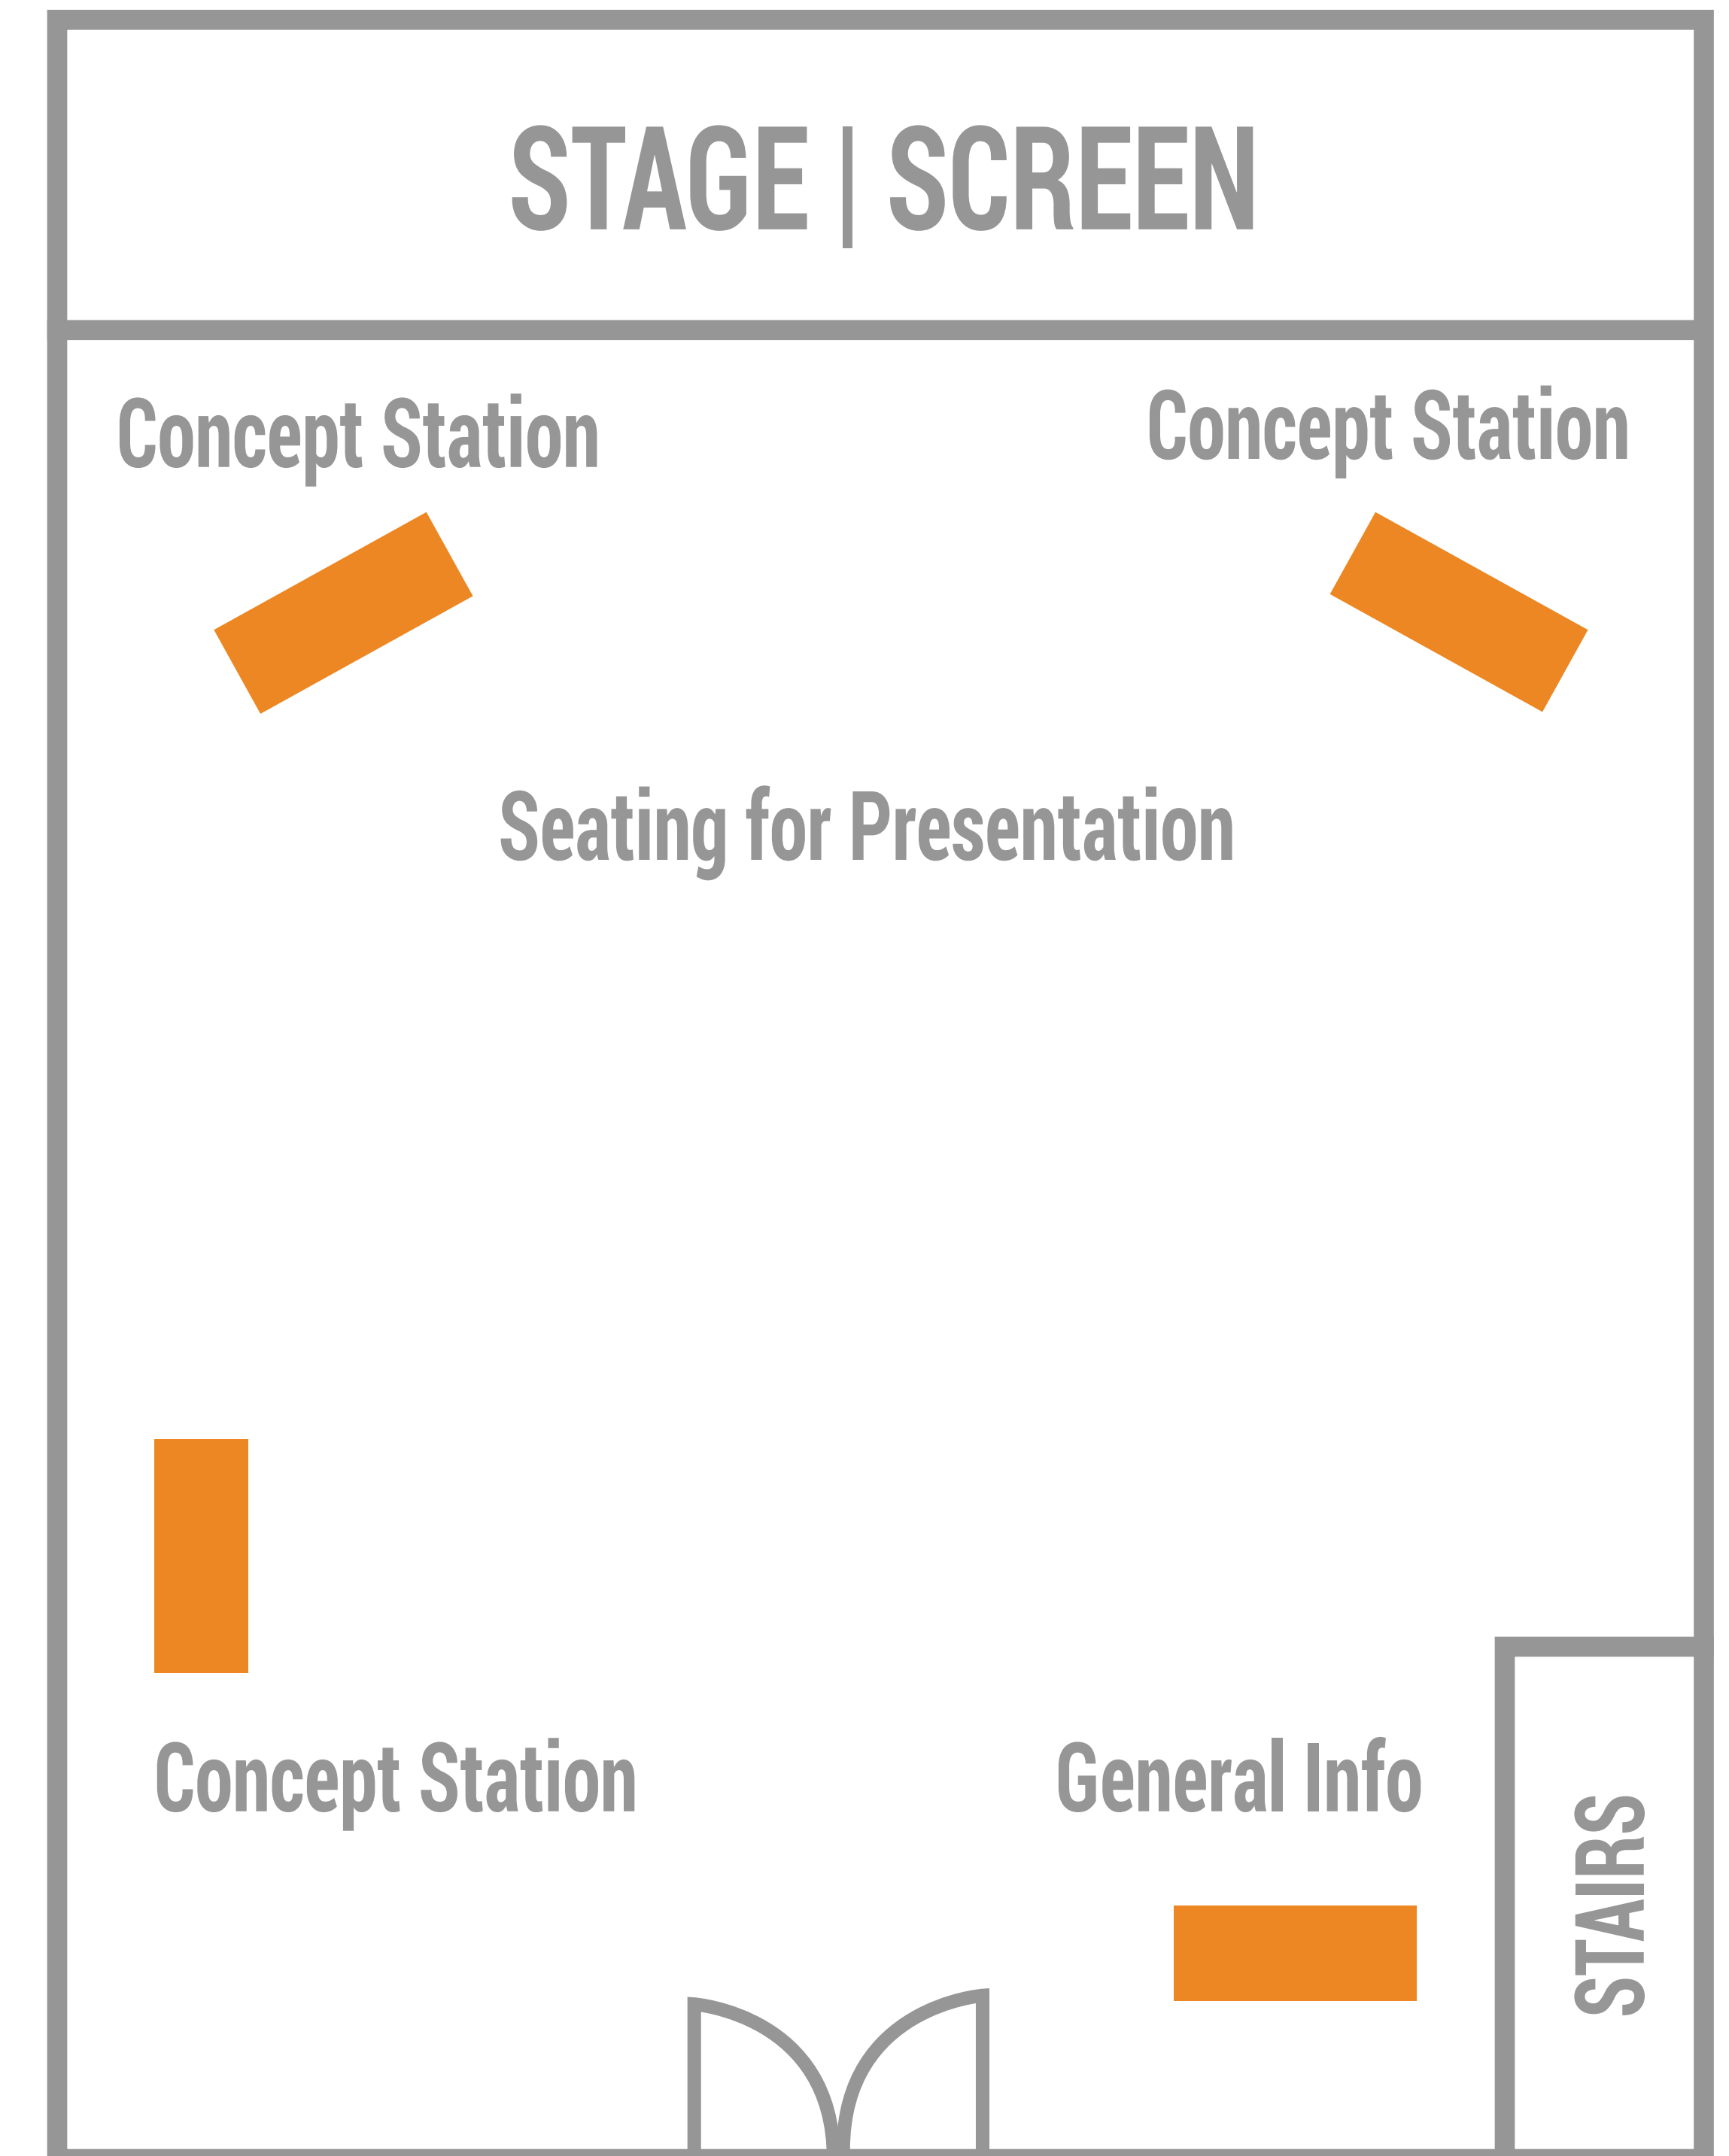 STAGE | SCREEN
Concept Station
Concept Station
Seating for Presentation
Concept Station
General Info
STAIRS